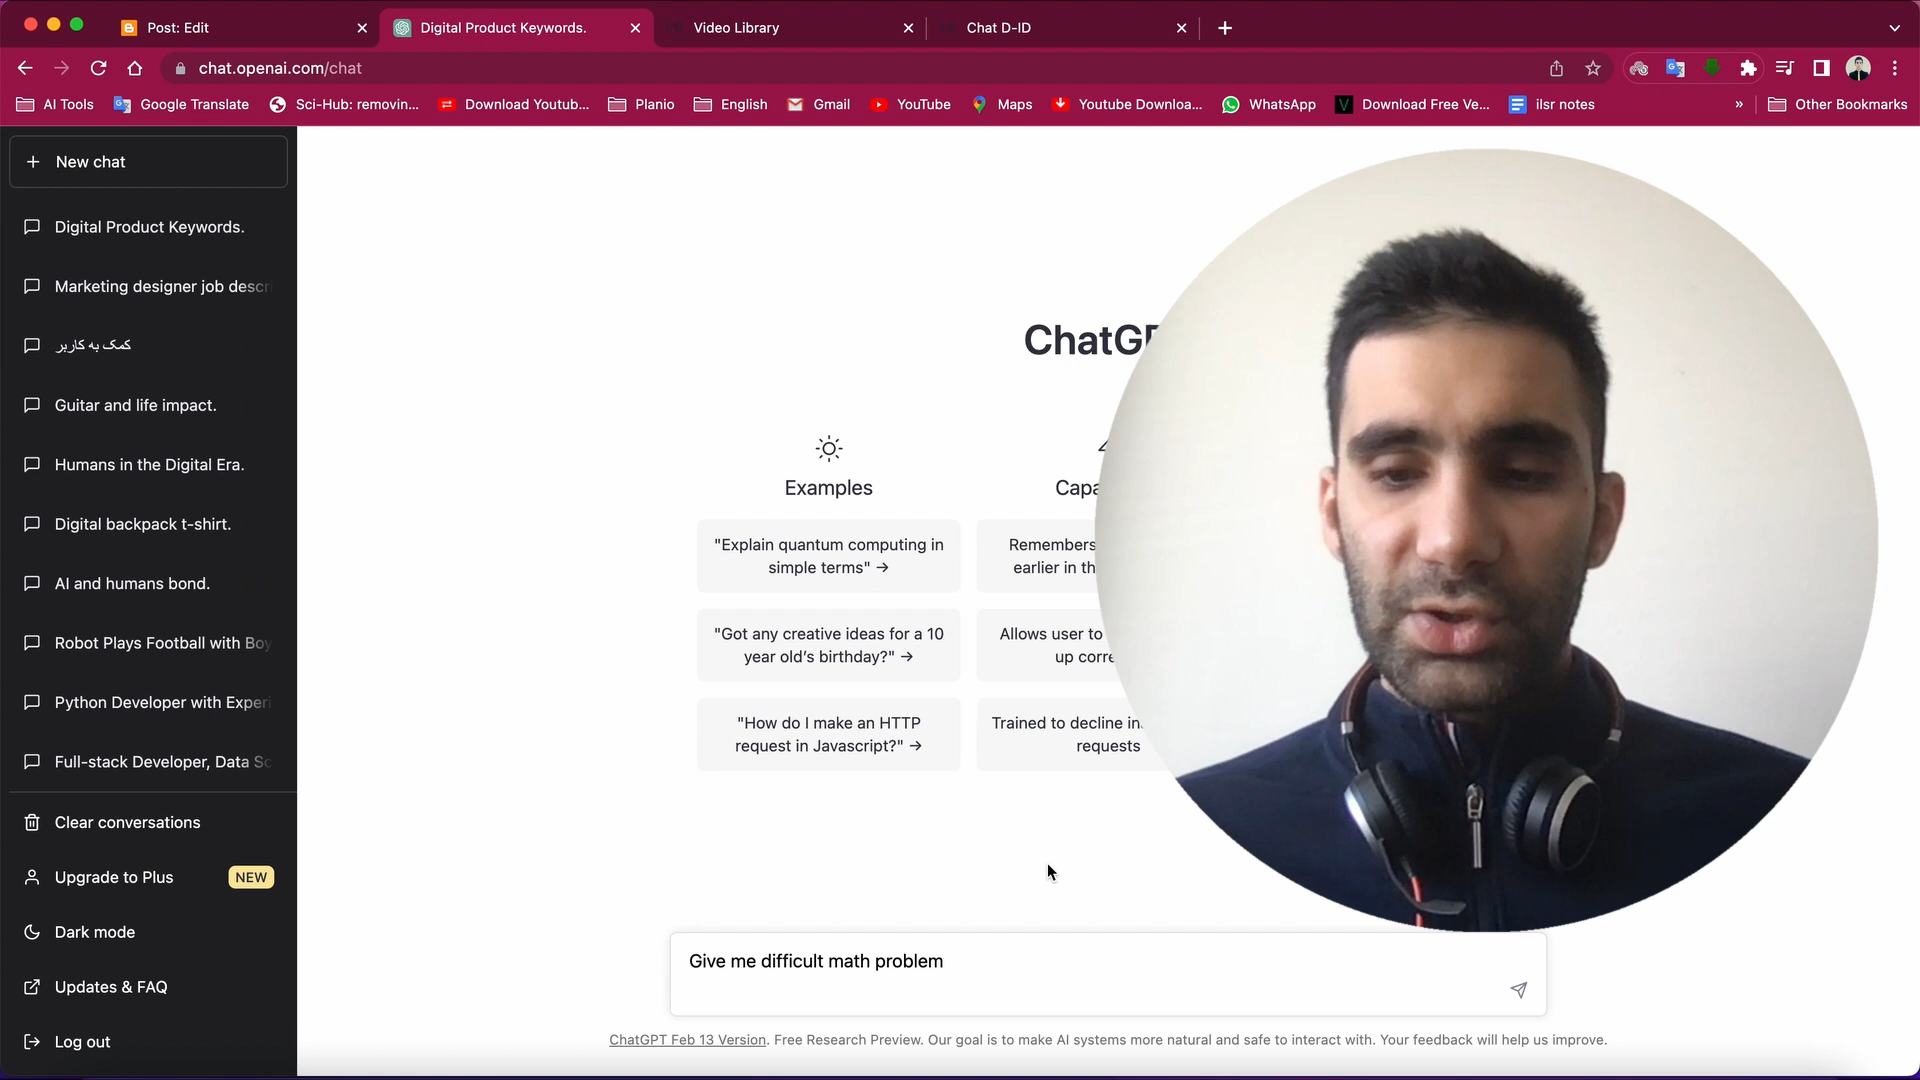 Post: Edit
Digital Product Keywords.
Video Library
Chat D-ID
chat.openai.com/chat
AI Tools
Google Translate
Sci-Hub: removin...
Download Youtub...
Planio
English
Gmail
YouTube
Maps
Youtube Downloa...
WhatsApp
Download Free Ve...
ilsr notes
»
Other Bookmarks
+ New chat
Digital Product Keywords.
Marketing designer job descri
کمک به کاربر
Guitar and life impact.
Humans in the Digital Era.
Digital backpack t-shirt.
AI and humans bond.
Robot Plays Football with Boy
Python Developer with Experi
Full-stack Developer, Data Sc
Clear conversations
Upgrade to Plus
NEW
Dark mode
Updates & FAQ
Log out
ChatG
Examples
"Explain quantum computing in
simple terms" →
"Got any creative ideas for a 10
year old's birthday?" →
"How do I make an HTTP
request in Javascript?" →
Capa
Remembers
earlier in th
Allows user to
up corre
Trained to decline in
requests
Give me difficult math problem
ChatGPT Feb 13 Version. Free Research Preview. Our goal is to make AI systems more natural and safe to interact with. Your feedback will help us improve.